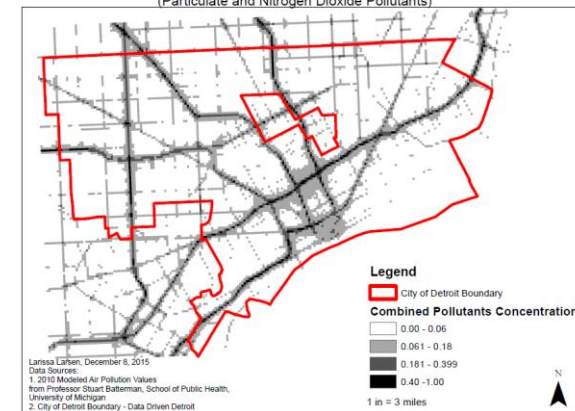 (Particulate and Nitrogen Dioxide Pollutants)
Legend
City of Detroit Boundary
Combined Pollutants Concentration
0.00 - 0.06
0.061 - 0.18
0.181 - 0.399
0.40 -1.00
1 in = 3 miles
N
Larissa Larsen, December 8, 2015
Data Sources:
1. 2010 Modeled Air Pollution Values
from Professor Stuart Batterman, School of Public Health,
University of Michigan
2. City of Detroit Boundary - Data Driven Detroit